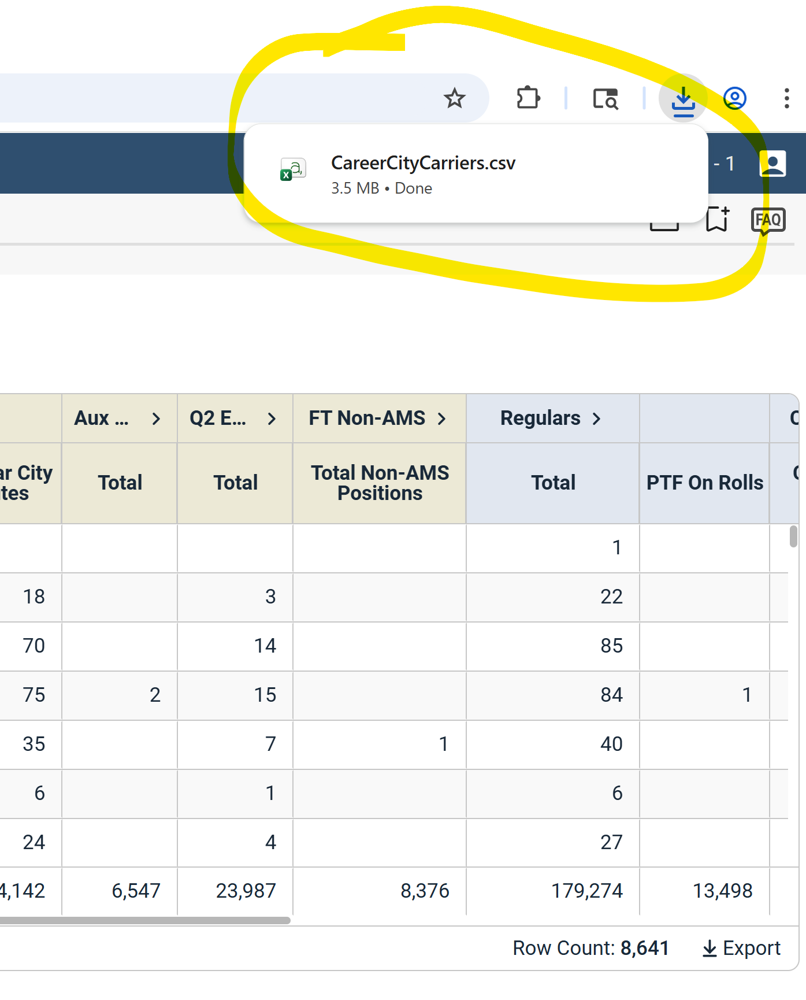 - 1
CareerCityCarriers.csv
3.5 MB • Done
FAQ
Aux ... Q2 E... FT Non-AMS Regulars
Total Total Total Non-AMS Positions Total PTF On Rolls
1
18 3 22
70 14 85
75 2 15 84 1
35 7 1 40
6 1 6
24 4 27
4,142 6,547 23,987 8,376 179,274 13,498
Row Count: 8,641 Export